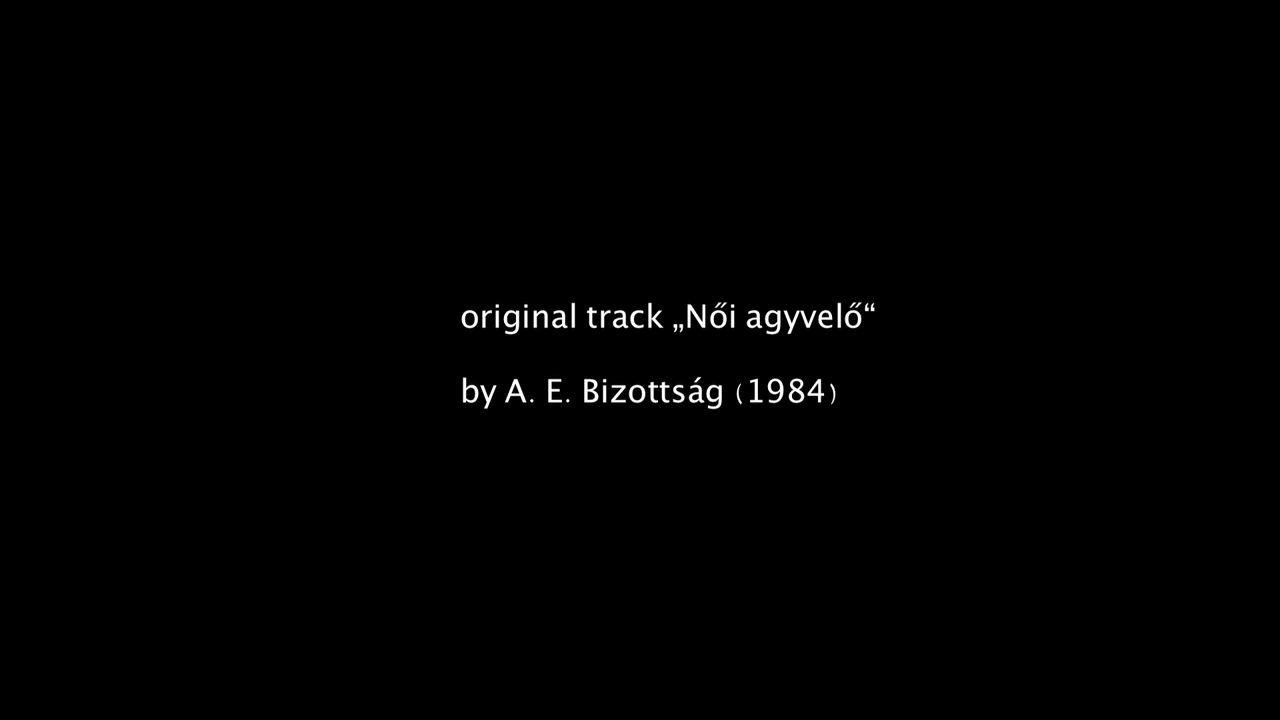 original track „Női agyvelő“
by A. E. Bizottság (1984)